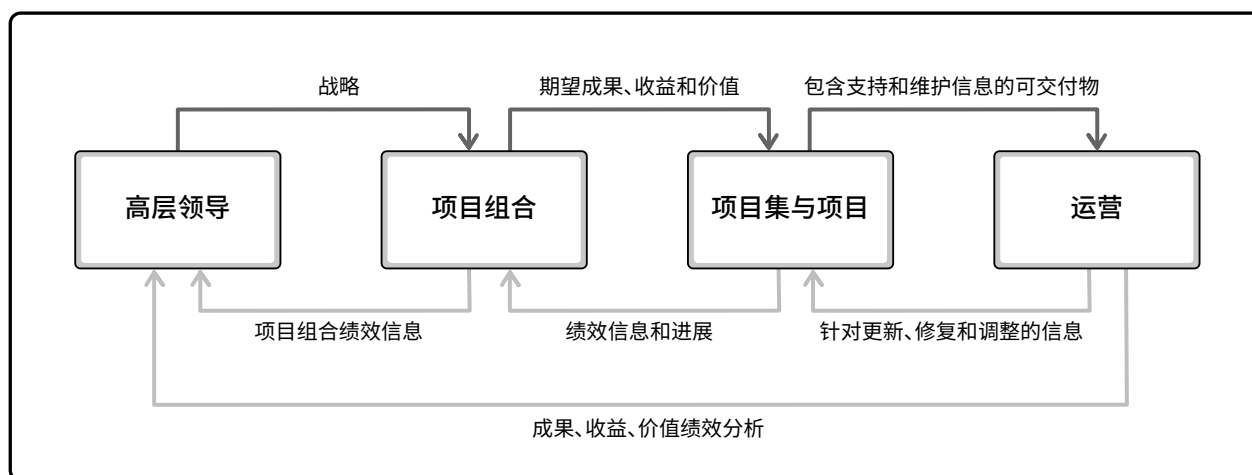 战略
期望成果、收益和价值
包含支持和维护信息的可交付物
高层领导
项目组合
项目集与项目
运营
项目组合绩效信息
绩效信息和进展
针对更新、修复和调整的信息
成果、收益、价值绩效分析